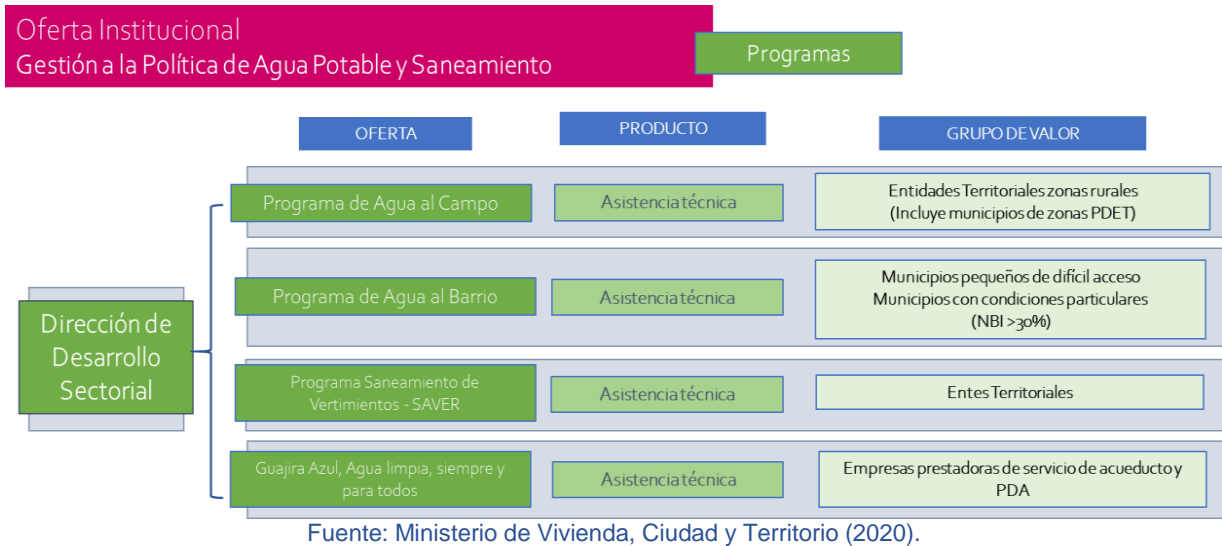 Oferta Institucional
Gestión a la Política de Agua Potable y Saneamiento
Programas
OFERTA
PRODUCTO
GRUPO DE VALOR
Dirección de
Desarrollo
Sectorial
Programa de Agua al Campo
Asistencia técnica
Entidades Territoriales zonas rurales
(Incluye municipios de zonas PDET)
Programa de Agua al Barrio
Asistencia técnica
Municipios pequeños de difícil acceso
Municipios con condiciones particulares
(NBI >30%)
Programa Saneamiento de
Vertimientos - SAVER
Asistencia técnica
Entes Territoriales
Guajira Azul, Agua limpia, siempre y
para todos
Asistencia técnica
Empresas prestadoras de servicio de acueducto y
PDA
Fuente: Ministerio de Vivienda, Ciudad y Territorio (2020).